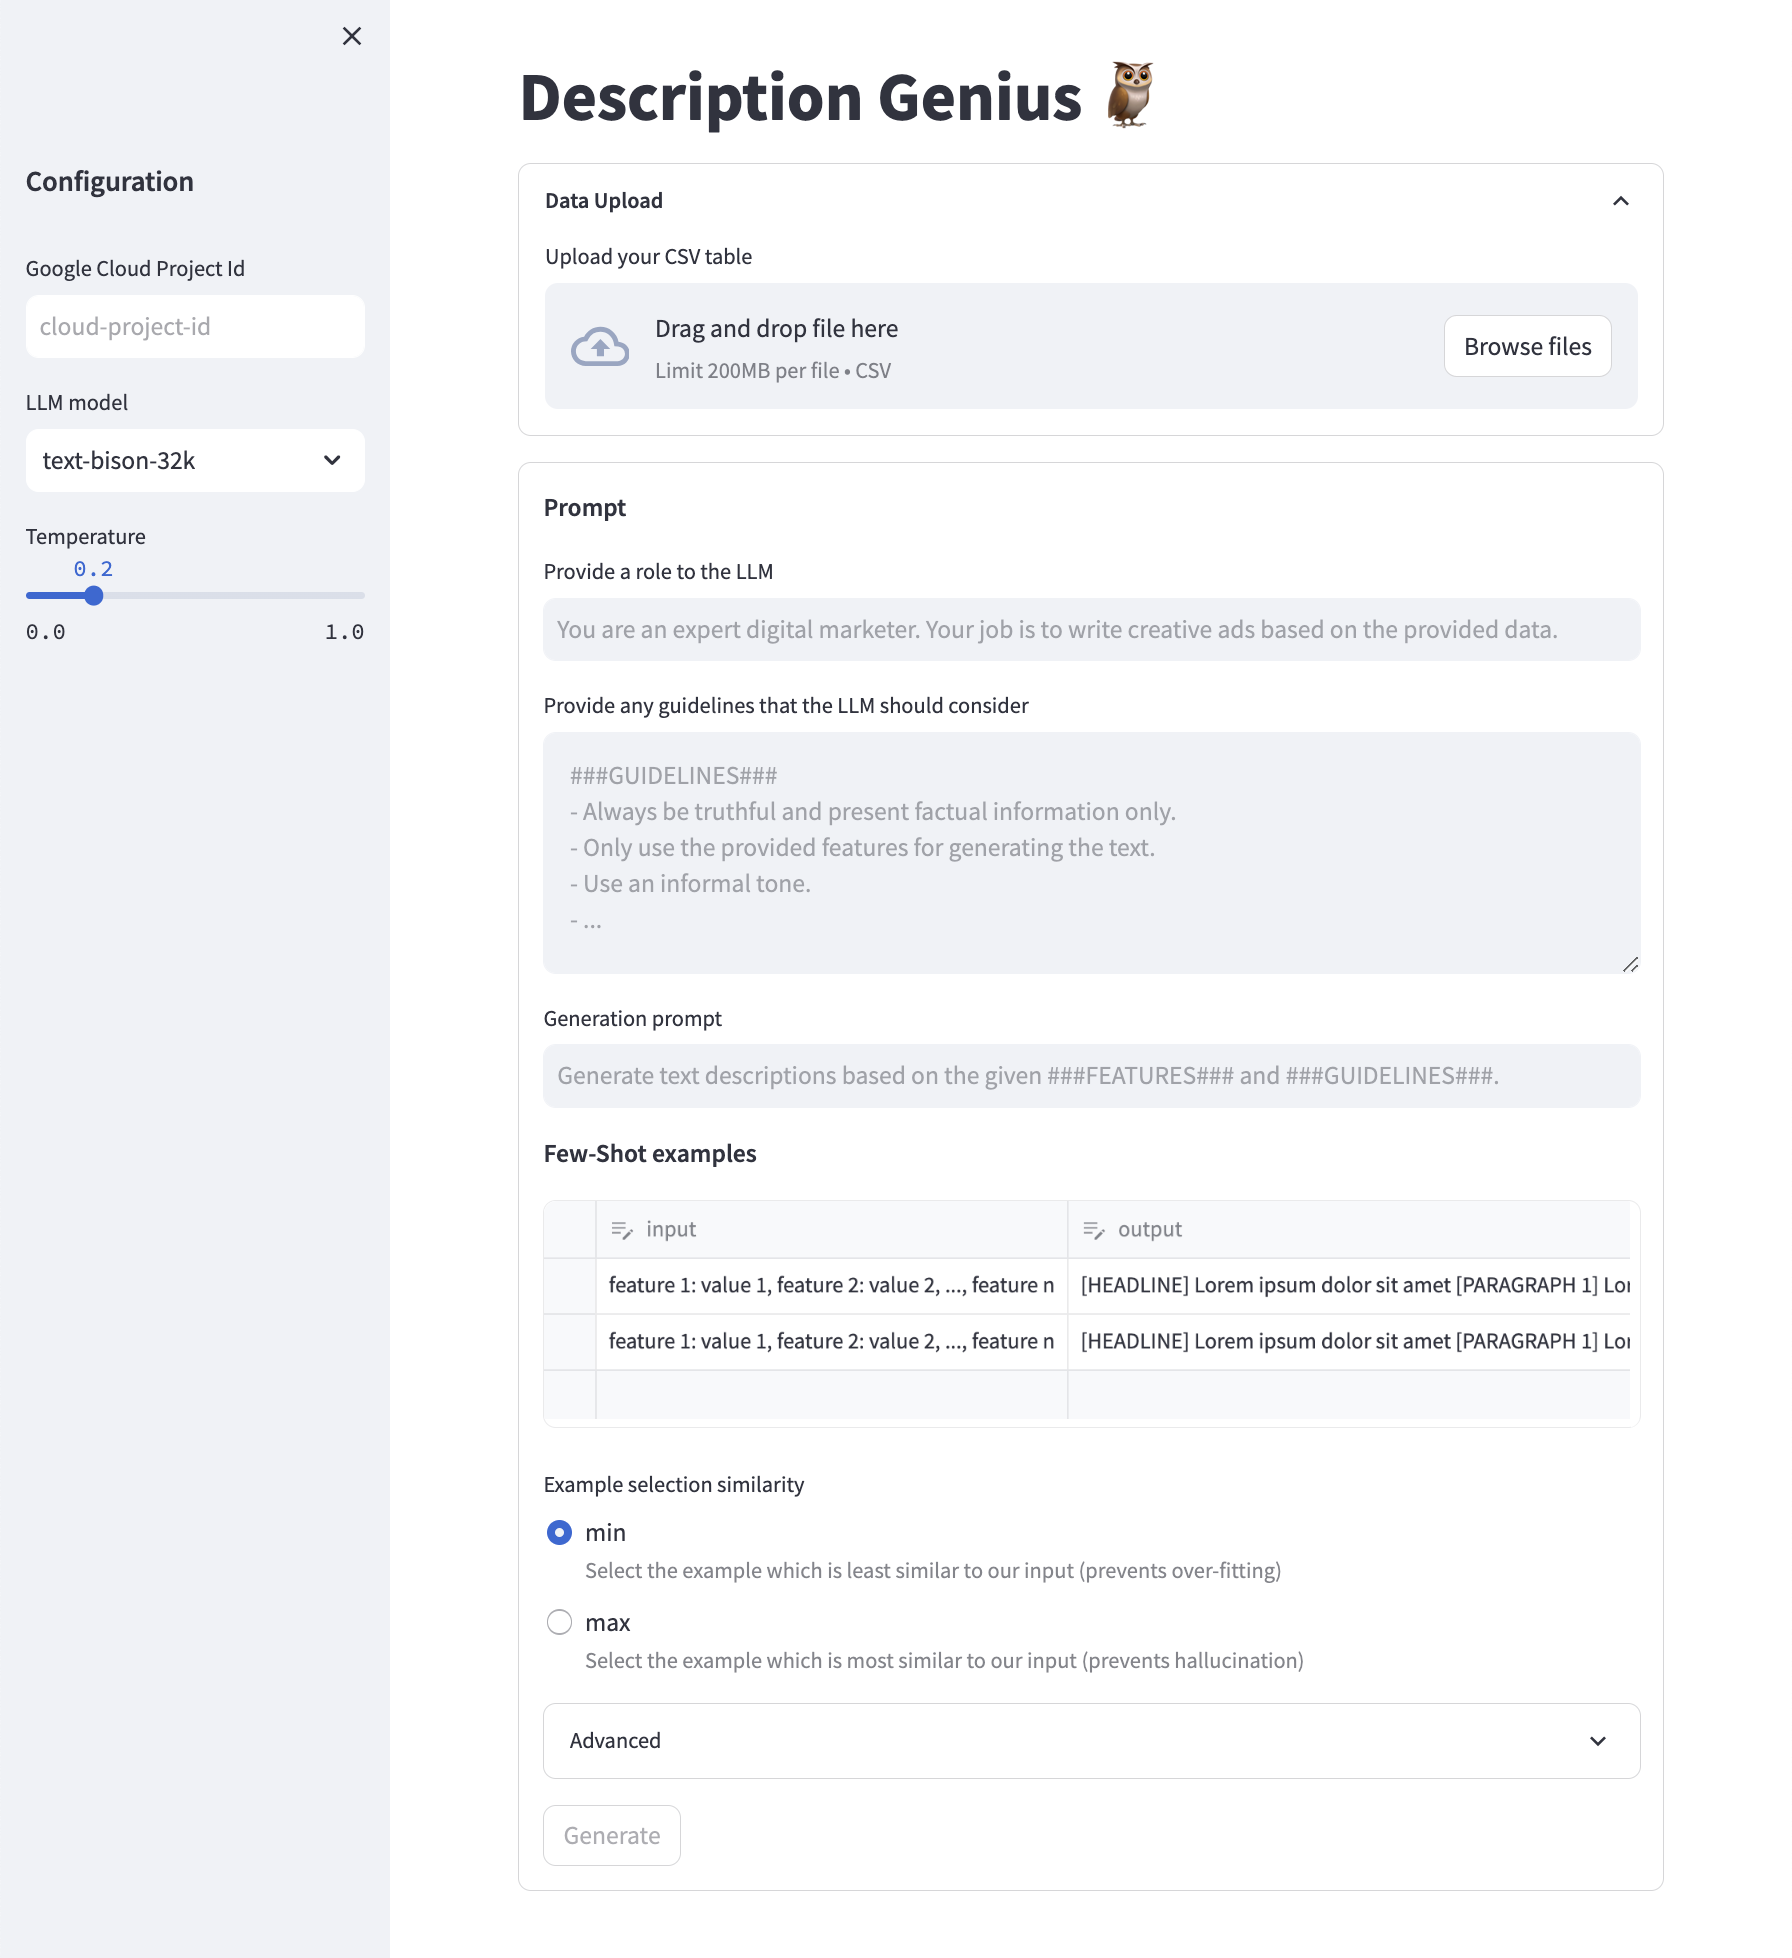 Configuration
Google Cloud Project Id
cloud-project-id
LLM model
text-bison-32k
Temperature
0.2
0.0 1.0
Description Genius
Data Upload
Upload your CSV table
Drag and drop file here
Limit 200MB per file • CSV
Browse files
Prompt
Provide a role to the LLM
You are an expert digital marketer. Your job is to write creative ads based on the provided data.
Provide any guidelines that the LLM should consider
###GUIDELINES###
- Always be truthful and present factual information only.
- Only use the provided features for generating the text.
- Use an informal tone.
- ...
Generation prompt
Generate text descriptions based on the given ###FEATURES### and ###GUIDELINES###.
Few-Shot examples
input output
feature 1: value 1, feature 2: value 2, ..., feature n [HEADLINE] Lorem ipsum dolor sit amet [PARAGRAPH 1] Lor
feature 1: value 1, feature 2: value 2, ..., feature n [HEADLINE] Lorem ipsum dolor sit amet [PARAGRAPH 1] Lor
Example selection similarity
min
Select the example which is least similar to our input (prevents over-fitting)
max
Select the example which is most similar to our input (prevents hallucination)
Advanced
Generate